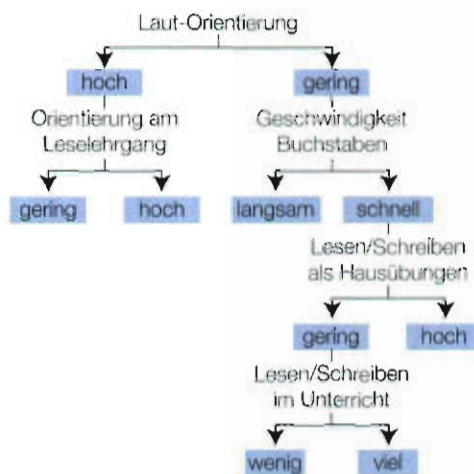 Laut-Orientierung
hoch gering
Orientierung am Geschwindigkeit
Leselehrgang Buchstaben
gering hoch langsam schnell
Lesen/Schreiben
als Hausübungen
gering hoch
Lesen/Schreiben
im Unterricht
wenig viel